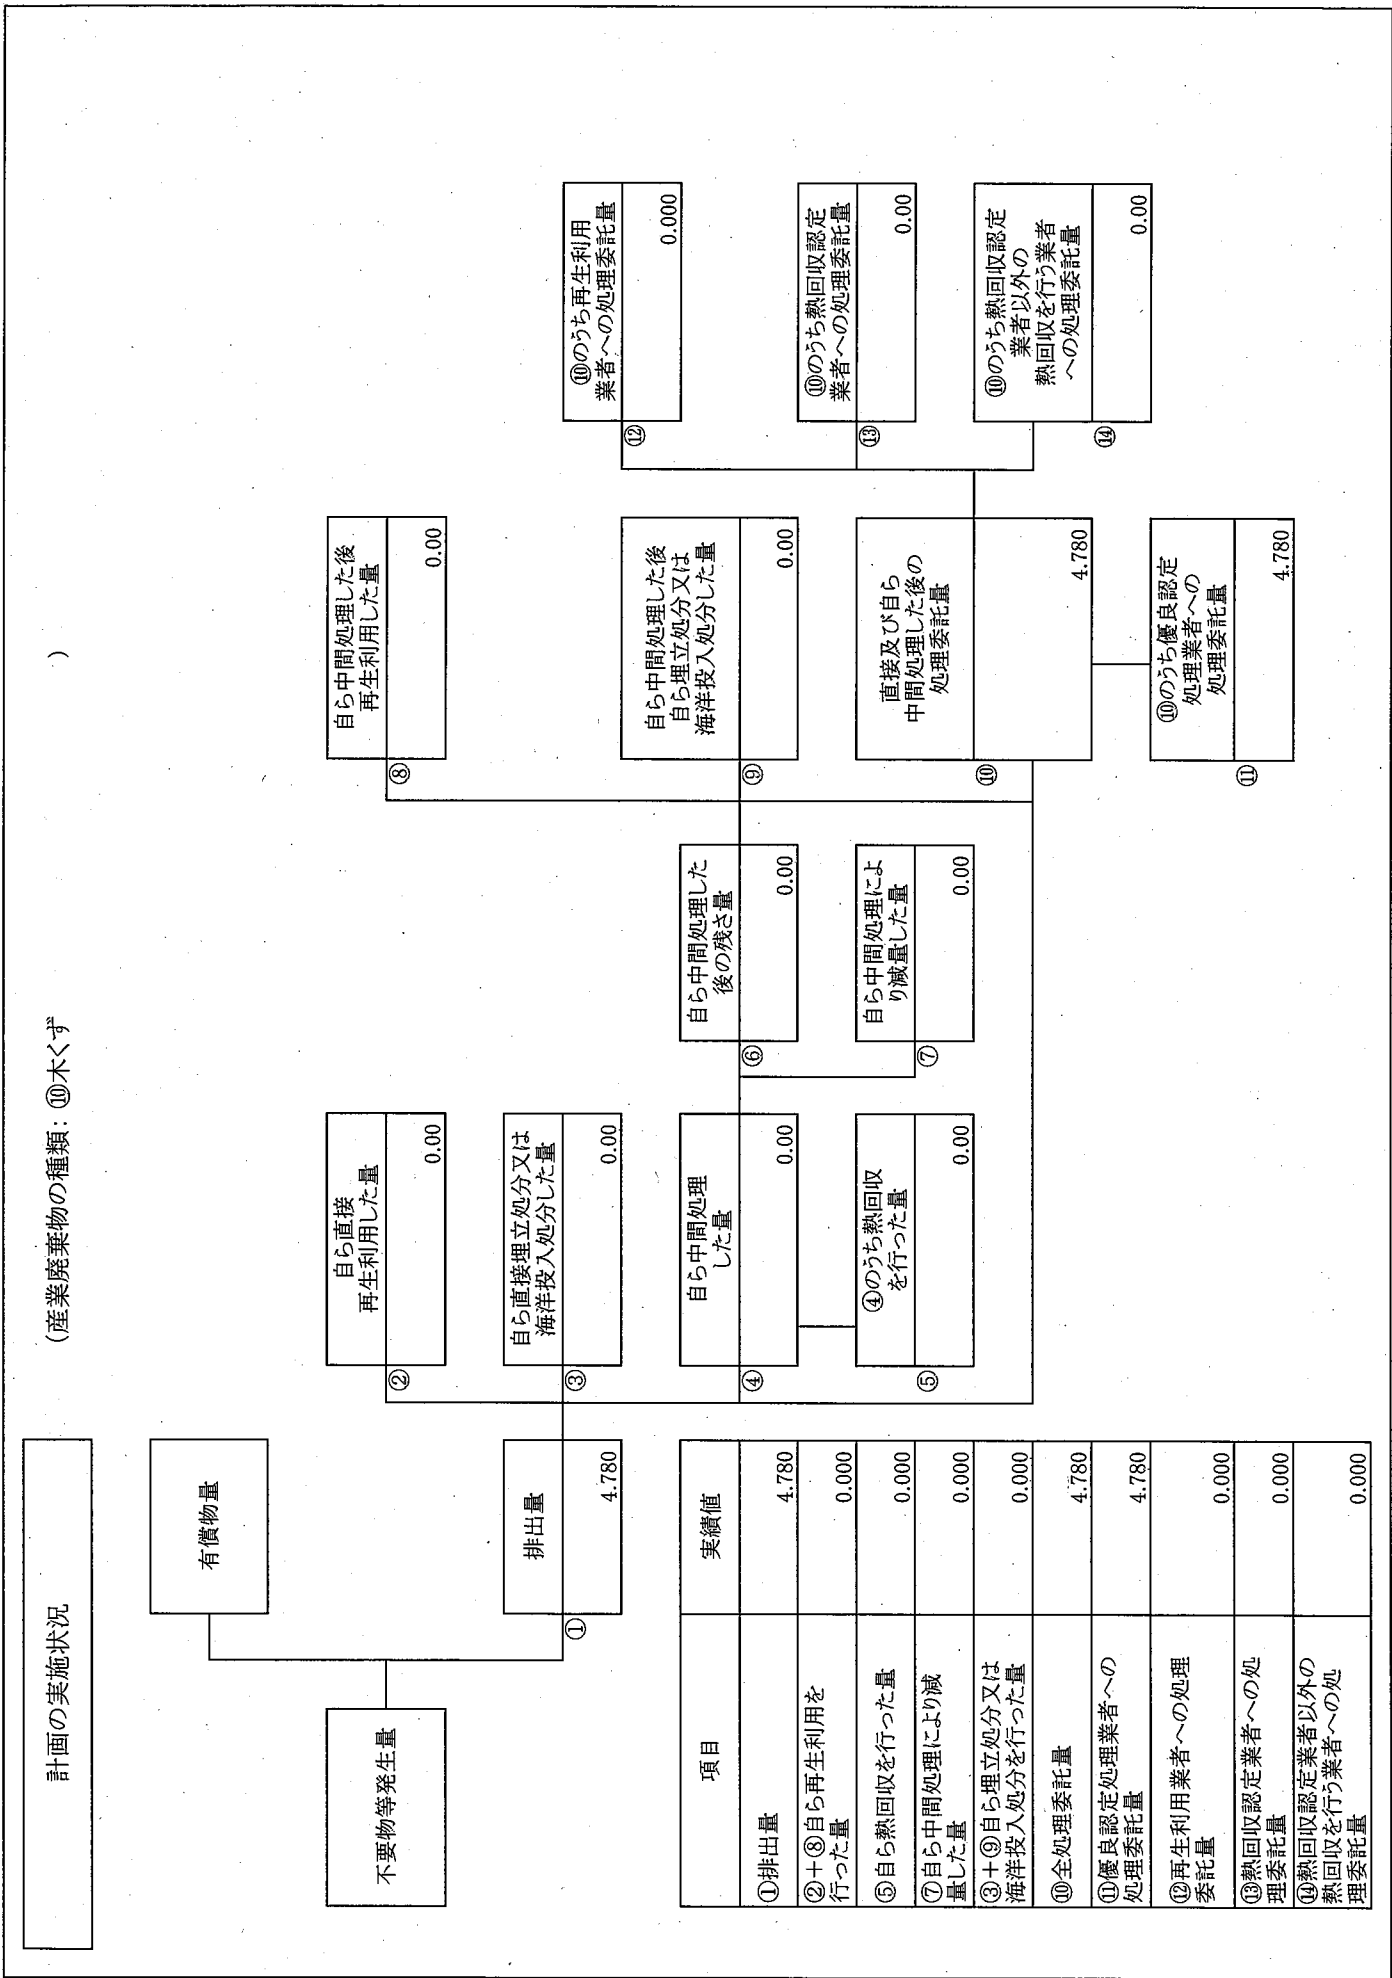 計画の実施状況
(産業廃棄物の種類：⑩木くず
)
不要物等発生量
有償物量
排出量
①
4.780
自ら直接
再生利用した量
②
0.00
自ら直接埋立処分又は
海洋投入処分した量
③
0.00
自ら中間処理
した量
④
0.00
④のうち熱回収
を行った量
⑤
0.00
自ら中間処理した
後の残さ量
⑥
0.00
自ら中間処理によ
り減量した量
⑦
0.00
自ら中間処理した後
再生利用した量
⑧
0.00
自ら中間処理した後
自ら埋立処分又は
海洋投入処分した量
⑨
0.00
直接及び自ら
中間処理した後の
処理委託量
⑩
4.780
⑩のうち優良認定
処理業者への
処理委託量
⑪
4.780
⑩のうち再生利用
業者への処理委託量
⑫
0.000
⑩のうち熱回収認定
業者への処理委託量
⑬
0.00
⑩のうち熱回収認定
業者以外の
熱回収を行う業者
への処理委託量
⑭
0.00
項目 実績値
①排出量 4.780
②＋⑧自ら再生利用を
行った量 0.000
⑤自ら熱回収を行った量 0.000
⑦自ら中間処理により減
量した量 0.000
③＋⑨自ら埋立処分又は
海洋投入処分を行った量 0.000
⑩全処理委託量 4.780
⑪優良認定処理業者への
処理委託量 4.780
⑫再生利用業者への処理
委託量 0.000
⑬熱回収認定業者への処
理委託量 0.000
⑭熱回収認定業者以外の
熱回収を行う業者への処
理委託量 0.000